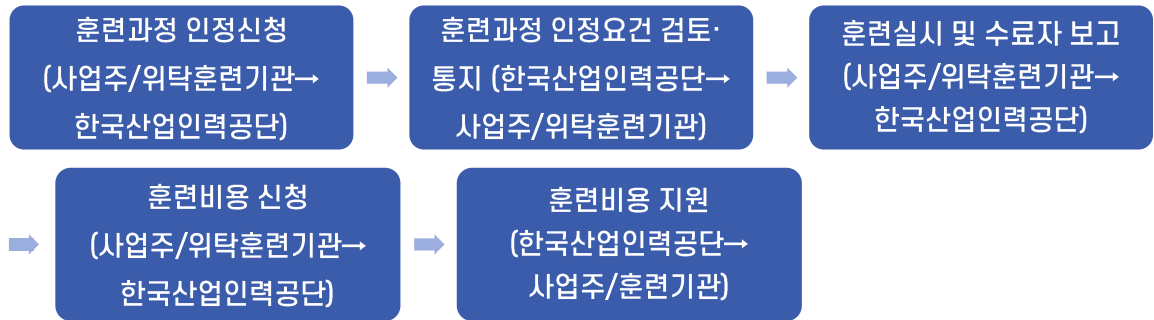 훈련과정 인정신청
(사업주/위탁훈련기관→
한국산업인력공단)
훈련과정 인정요건 검토·
통지 (한국산업인력공단→
사업주/위탁훈련기관)
훈련실시 및 수료자 보고
(사업주/위탁훈련기관→
한국산업인력공단)
훈련비용 신청
(사업주/위탁훈련기관→
한국산업인력공단)
훈련비용 지원
(한국산업인력공단→
사업주/훈련기관)